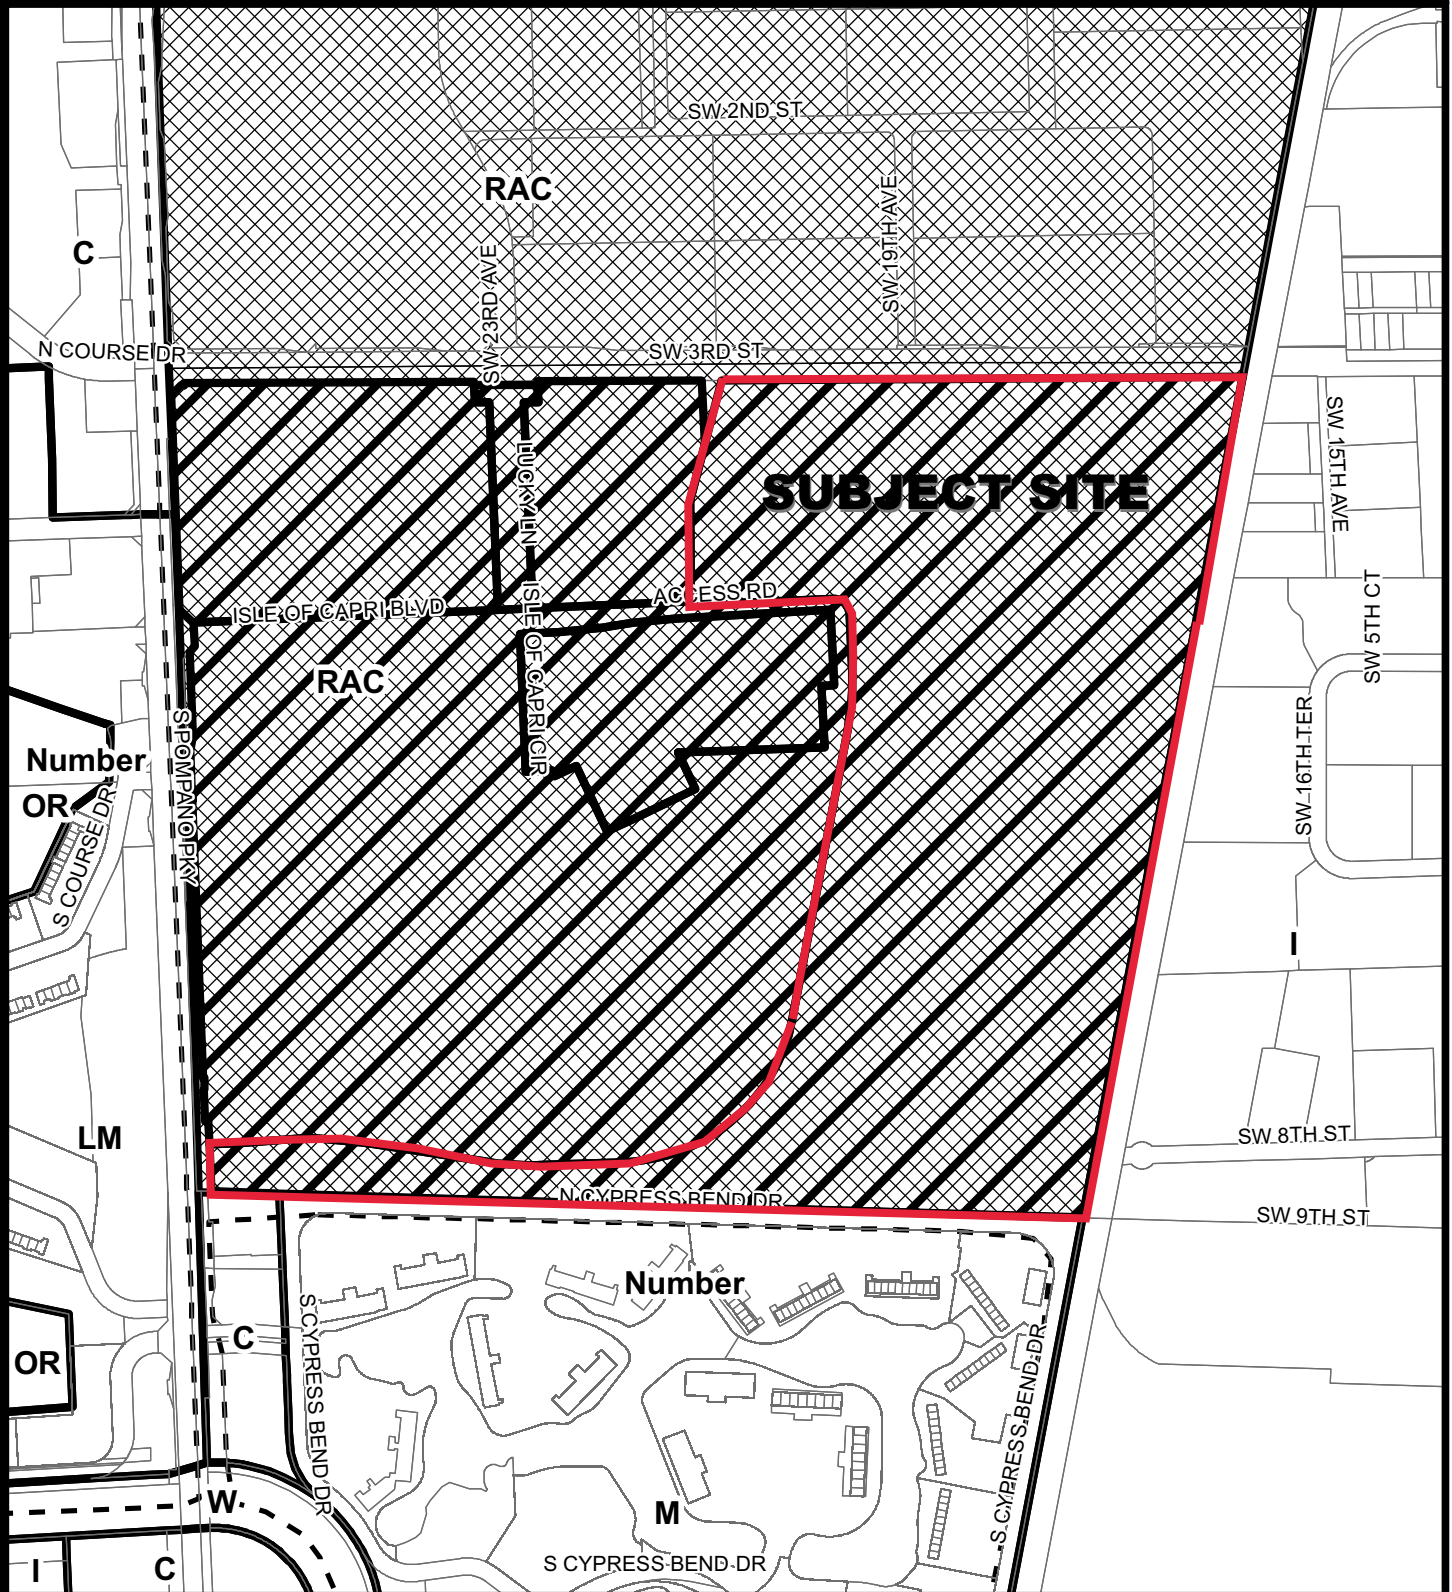 SW 2ND ST
RAC
SW 19TH AVE
C
SW 23RD AVE
N COURSE DR
SW 3RD ST
SW 15TH AVE
LUCKY LN
SUBJECT SITE
SW 5TH CT
ISLE OF CAPRI BLVD
ACCESS RD
ISLE OF CAPRI CIR
RAC
S POMPANO PKY
SW 16TH TER
Number
OR
S COURSE DR
I
LM
SW 8TH ST
N CYPRESS BEND DR
SW 9TH ST
Number
C
S CYPRESS BEND DR
S CYPRESS BEND DR
OR
W
M
S CYPRESS BEND DR
I
C